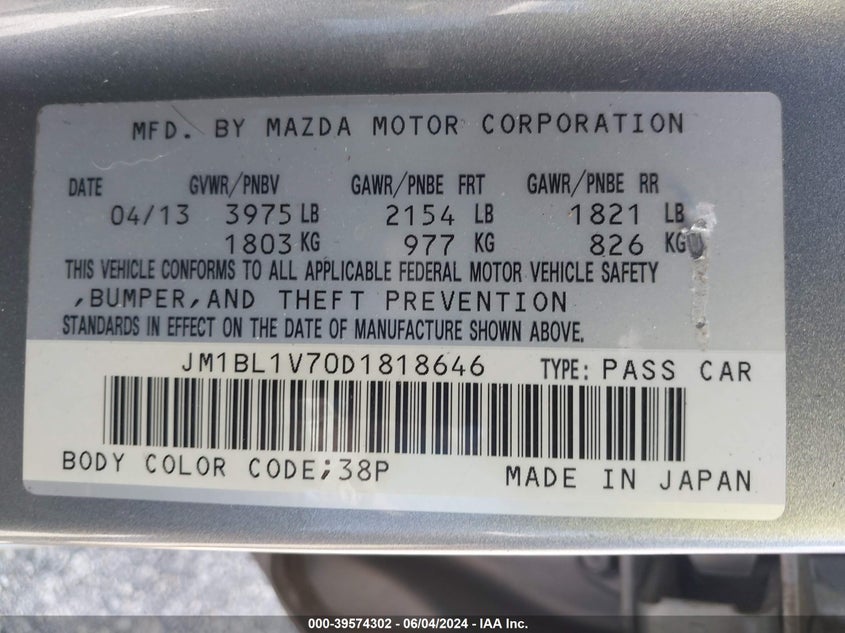 MFD. BY MAZDA MOTOR CORPORATION
DATE GVWR/PNBV GAWR/PNBE FRT GAWR/PNBE RR
04/13 3975 LB 2154 LB 1821 LB
1803 KG 977 KG 826 KG
THIS VEHICLE CONFORMS TO ALL APPLICABLE FEDERAL MOTOR VEHICLE SAFETY
,BUMPER,AND THEFT PREVENTION
STANDARDS IN EFFECT ON THE DATE OF MANUFACTURE SHOWN ABOVE.
JM1BL1V70D1818646 TYPE: PASS CAR
BODY COLOR CODE;38P MADE IN JAPAN
000-39574302 - 06/04/2024 - IAA Inc.